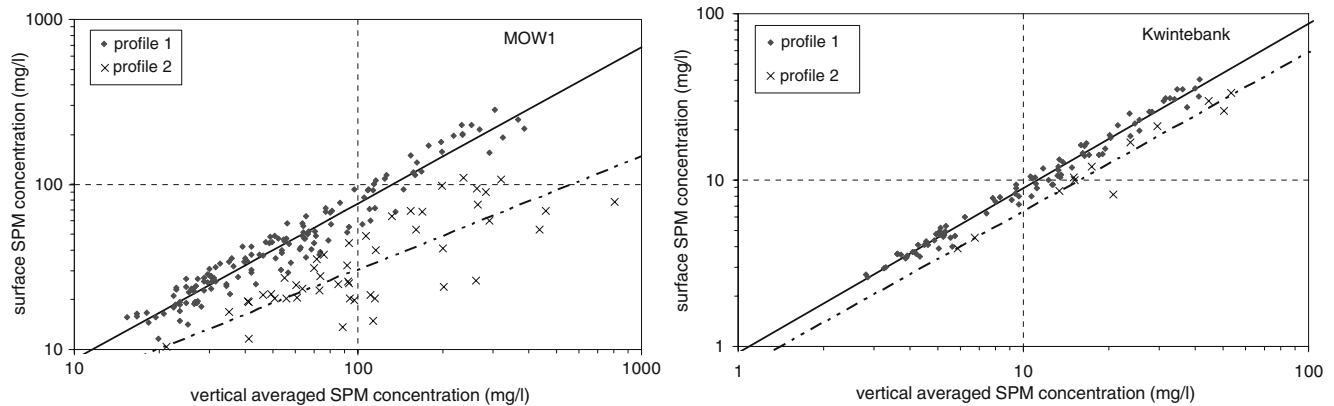 1000
profile 1
profile 2
MOW1
surface SPM concentration (mg/l)
100
10
10
100
1000
vertical averaged SPM concentration (mg/l)
100
profile 1
profile 2
Kwintebank
surface SPM concentration (mg/l)
10
1
1
10
100
vertical averaged SPM concentration (mg/l)